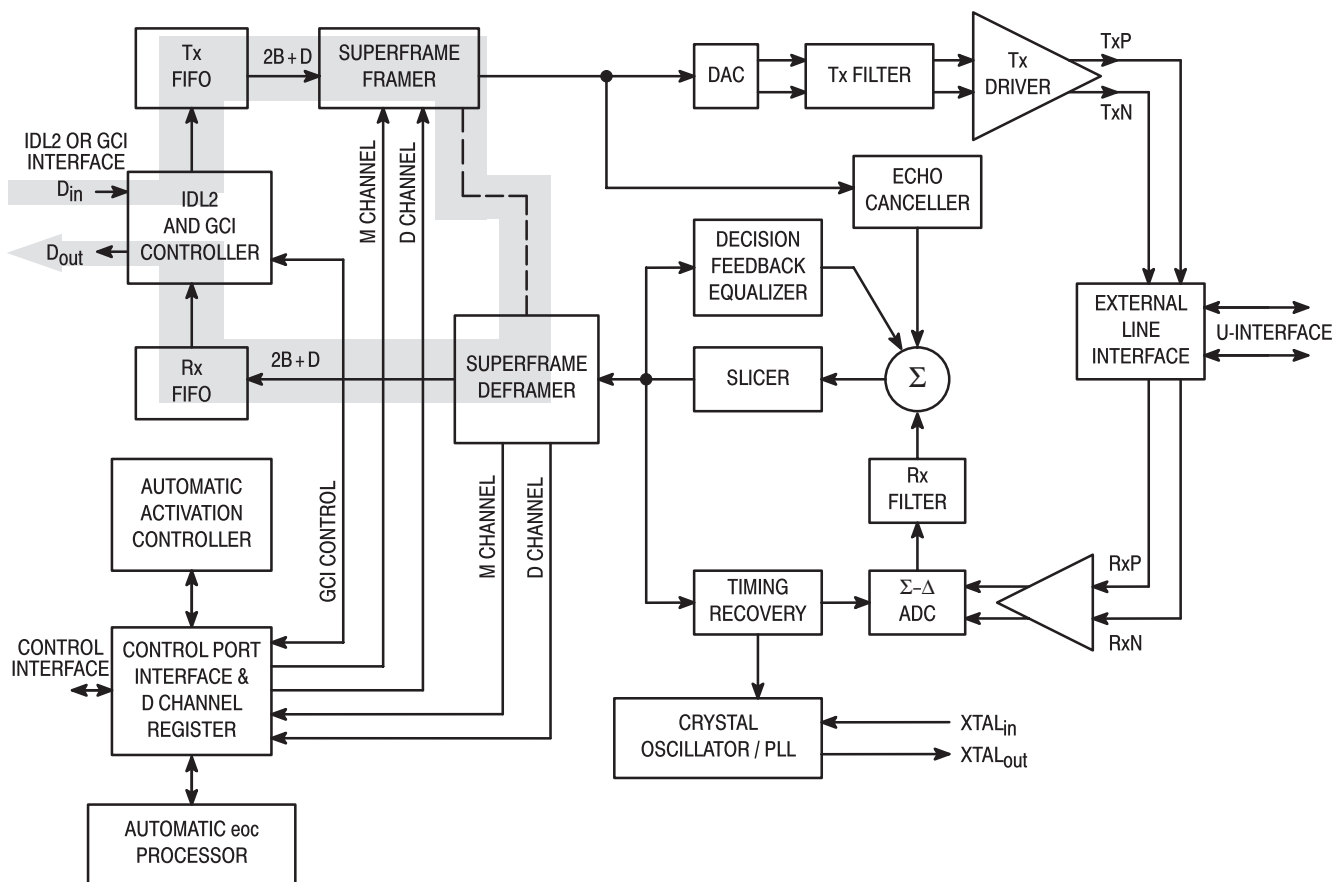 Tx
FIFO
2B+D
SUPERFRAME
FRAMER
DAC
Tx FILTER
Tx
DRIVER
TxP
TxN
IDL2 OR GCI
INTERFACE
Din
Dout
IDL2
AND GCI
CONTROLLER
M CHANNEL
D CHANNEL
ECHO
CANCELLER
DECISION
FEEDBACK
EQUALIZER
EXTERNAL
LINE
INTERFACE
U-INTERFACE
Rx
FIFO
2B+D
SUPERFRAME
DEFRAMER
SLICER
Σ
Rx
FILTER
AUTOMATIC
ACTIVATION
CONTROLLER
GCI CONTROL
M CHANNEL
D CHANNEL
TIMING
RECOVERY
Σ–Δ
ADC
RxP
RxN
CONTROL
INTERFACE
CONTROL PORT
INTERFACE &
D CHANNEL
REGISTER
CRYSTAL
OSCILLATOR / PLL
XTALin
XTALout
AUTOMATIC eoc
PROCESSOR